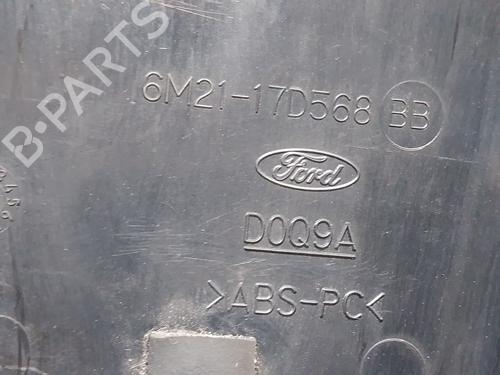 B-PARTS
6M21-17D568 BB
Ford
D0Q9A
>ABS-PC<